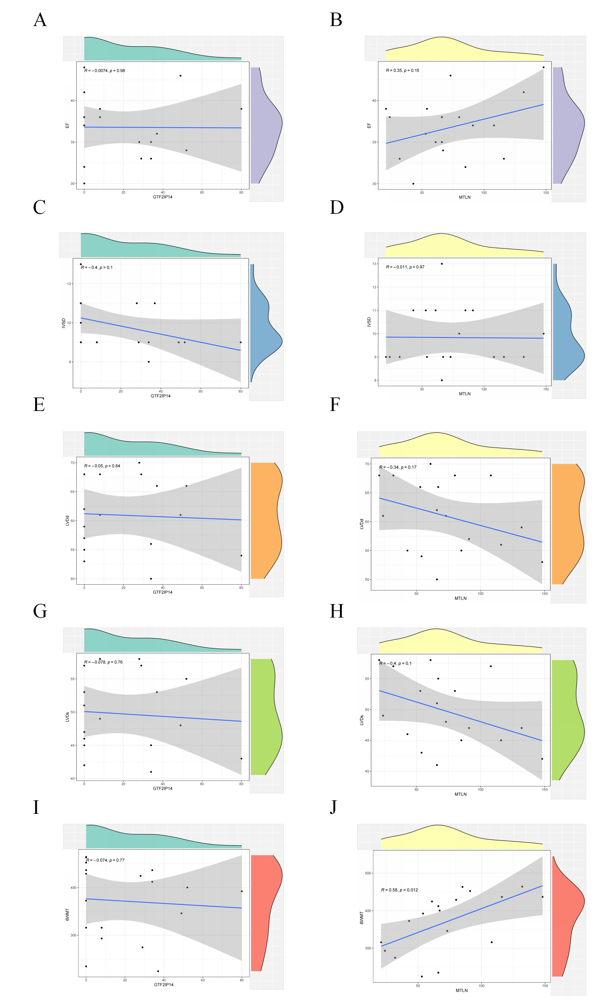 A
B
R = −0.0074, p = 0.98
40
35
30
EF
0 20 40 60 80
GTF2IP14
R = 0.35, p = 0.15
40
35
30
EF
50 100 150
MTLN
C
D
R = −0.4, p = 0.1
12
10
8
IVSD
0 20 40 60 80
GTF2IP14
R = −0.011, p = 0.97
13
12
11
10
9
8
IVSD
50 100 150
MTLN
E
F
R = −0.05, p = 0.84
70
65
60
55
50
LVDd
0 20 40 60 80
GTF2IP14
R = −0.34, p = 0.17
70
65
60
55
50
LVDd
50 100 150
MTLN
G
H
R = −0.078, p = 0.76
55
50
45
40
LVDs
0 20 40 60 80
GTF2IP14
R = −0.4, p = 0.1
55
50
45
40
LVDs
50 100 150
MTLN
I
J
R = −0.074, p = 0.77
400
300
6WMT
0 20 40 60 80
GTF2IP14
R = 0.58, p = 0.012
500
400
300
6WMT
50 100 150
MTLN